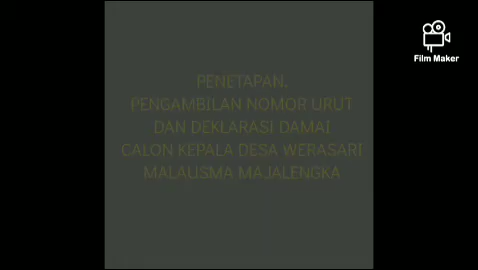 PENETAPAN,
PENGAMBILAN NOMOR URUT
DAN DEKLARASI DAMAI
CALON KEPALA DESA WERASARI
MALAUSMA MAJALENGKA
Film Maker